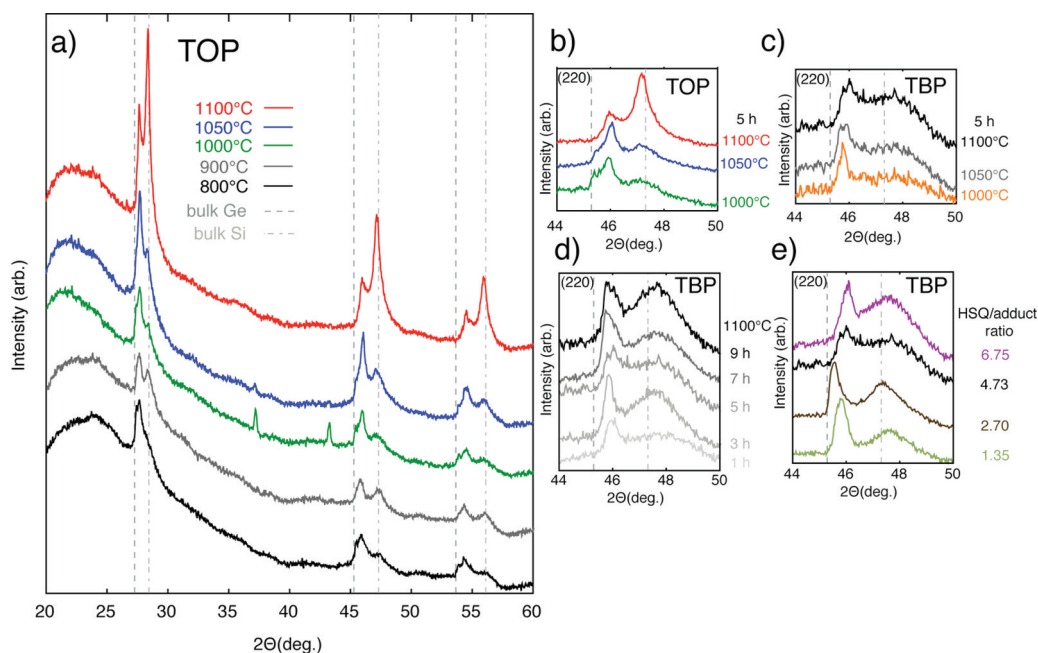 a)
TOP
1100°C
1050°C
1000°C
900°C
800°C
bulk Ge
bulk Si
Intensity (arb.)
20 25 30 35 40 45 50 55 60
2Θ(deg.)
b)
(220)
TOP
5 h
1100°C
1050°C
1000°C
Intensity (arb.)
44 46 48 50
2Θ(deg.)
c)
(220)
TBP
5 h
1100°C
1050°C
1000°C
Intensity (arb.)
44 46 48 50
2Θ(deg.)
d)
(220)
TBP
1100°C
9 h
7 h
5 h
3 h
1 h
Intensity (arb.)
44 46 48 50
2Θ(deg.)
e)
(220)
TBP
HSQ/adduct
ratio
6.75
4.73
2.70
1.35
Intensity (arb.)
44 46 48 50
2Θ(deg.)